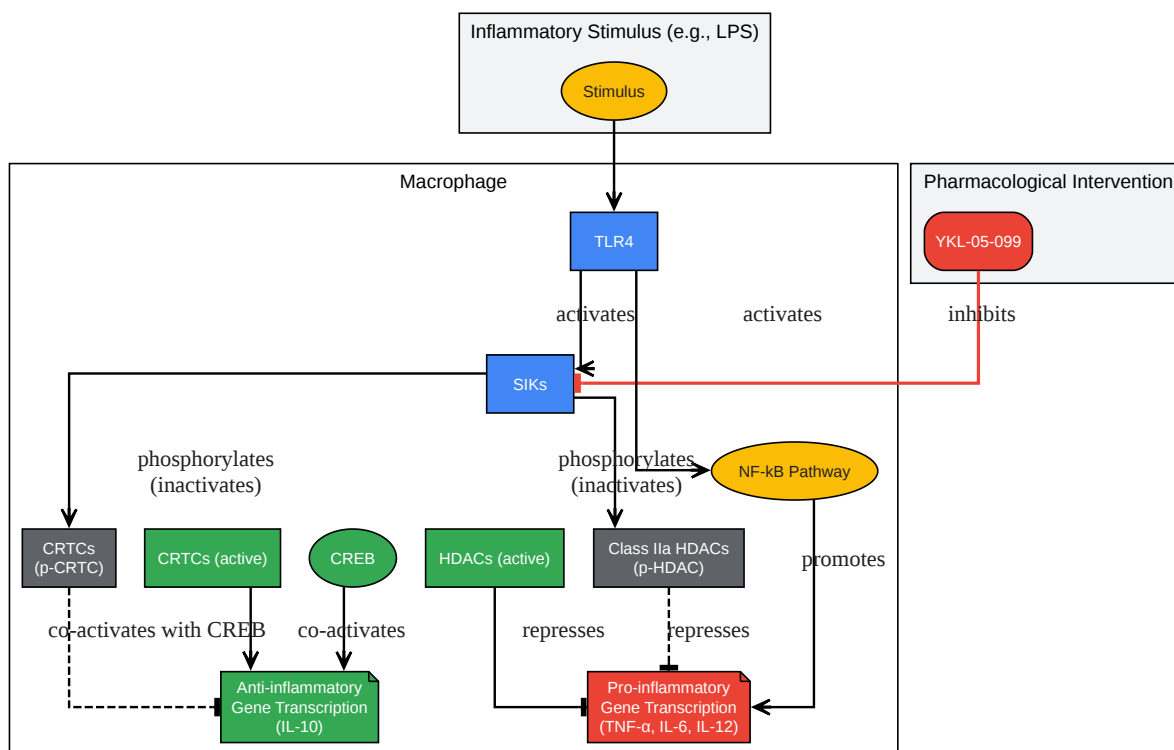 Inflammatory Stimulus (e.g., LPS)
Stimulus
Macrophage
Pharmacological Intervention
TLR4
YKL-05-099
activates
activates
inhibits
SIKs
phosphorylates
(inactivates)
phosphorylates
(inactivates)
NF-kB Pathway
CRTCs
(p-CRTC)
CRTCs (active)
CREB
HDACs (active)
Class IIa HDACs
(p-HDAC)
promotes
co-activates with CREB
co-activates
represses
represses
Anti-inflammatory
Gene Transcription
(IL-10)
Pro-inflammatory
Gene Transcription
(TNF-α, IL-6, IL-12)